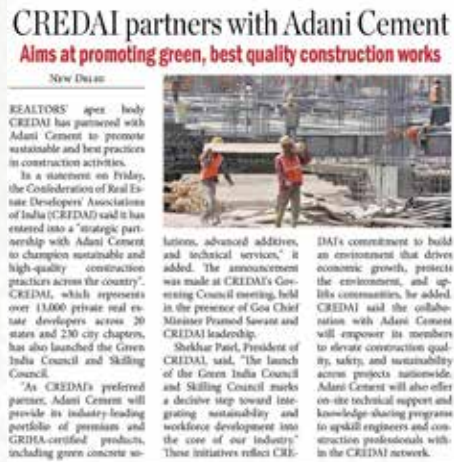 CREDAI partners with Adani Cement
Aims at promoting green, best quality construction works
NEW DELHI
REALTORS' apex body
CREDAI has partnered with
Adani Cement to promote
sustainable and best practices
in construction activities.
In a statement on Friday,
the Confederation of Real Es-
tate Developers' Associations
of India (CREDAI) said it has
entered into a "strategic part-
nership with Adani Cement
to champion sustainable and
high-quality construction
practices across the country".
CREDAI, which represents
over 13,000 private real es-
tate developers across 20
states and 230 city chapters,
has also launched the Green
India Council and Skilling
Council.
"As CREDAI's preferred
partner, Adani Cement will
provide its industry-leading
portfolio of premium and
GRIHA-certified products,
including green concrete so-
lutions, advanced additives,
and technical services," it
added. The announcement
was made at CREDAI's Gov-
erning Council meeting, held
in the presence of Goa Chief
Minister Pramod Sawant and
CREDAI leadership.
Shekhar Patel, President of
CREDAI, said, "The launch
of the Green India Council
and Skilling Council marks
a decisive step toward inte-
grating sustainability and
workforce development into
the core of our industry."
These initiatives reflect CRE-
DAI's commitment to build
an environment that drives
economic growth, protects
the environment, and up-
lifts communities, he added.
CREDAI said the collabo-
ration with Adani Cement
will empower its members
to elevate construction qual-
ity, safety, and sustainability
across projects nationwide.
Adani Cement will also offer
on-site technical support and
knowledge-sharing programs
to upskill engineers and con-
struction professionals with-
in the CREDAI network.